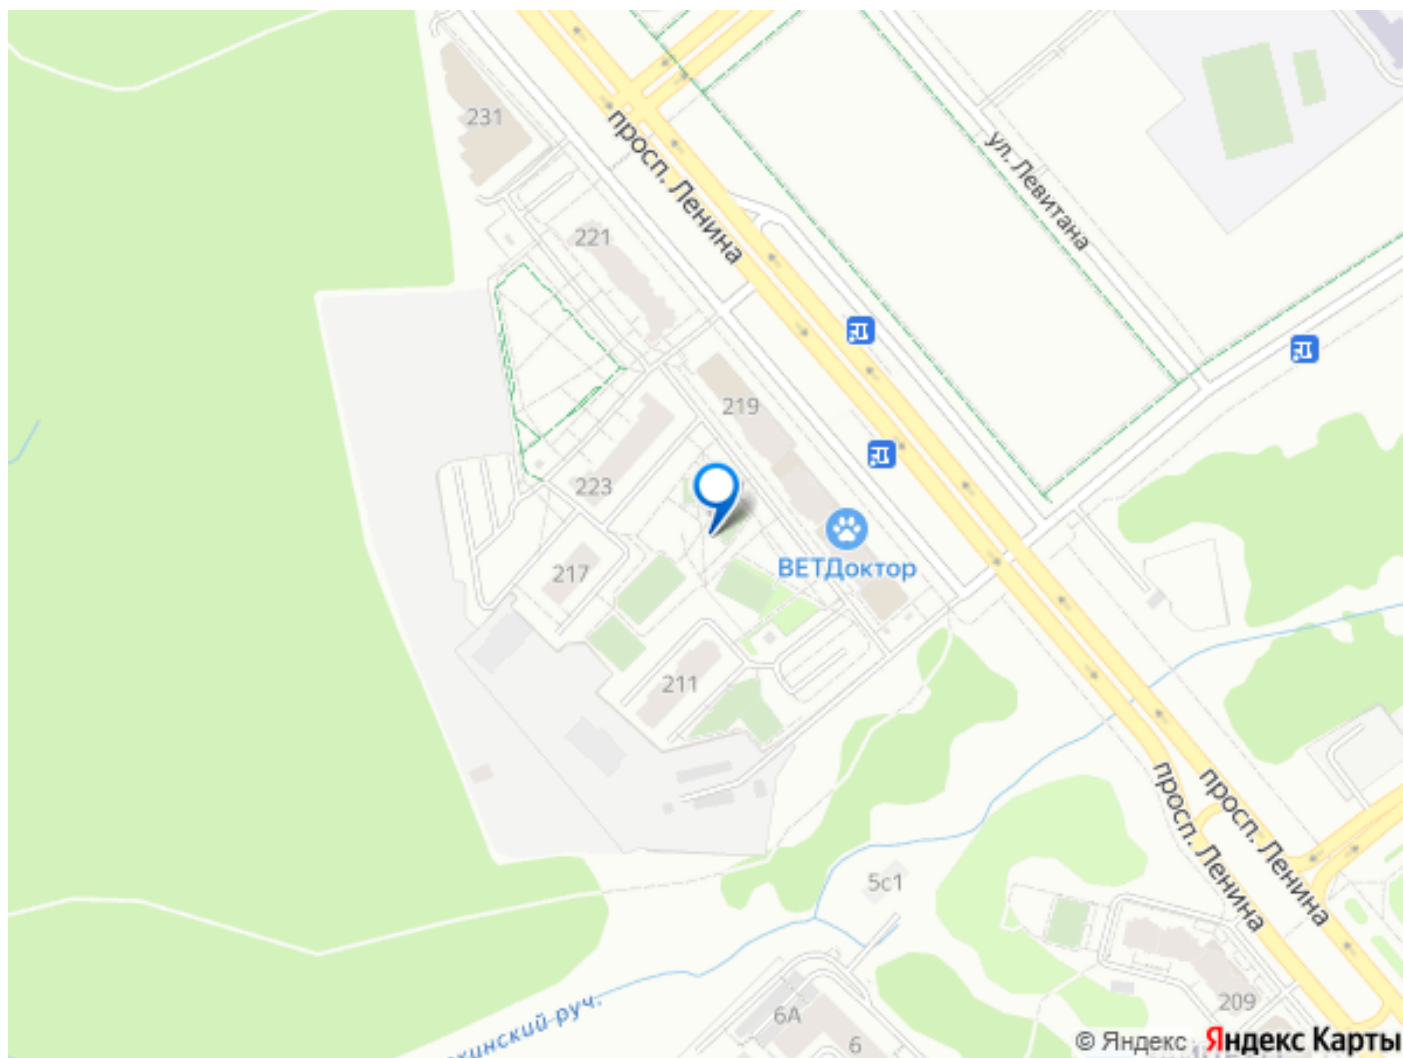 231
просп. Ленина
ул. Левитана
221
219
223
ВЕТДоктор
217
211
просп. Ленина
просп. Ленина
5с1
209
6А
6
руч.
© Яндекс
Яндекс Карты